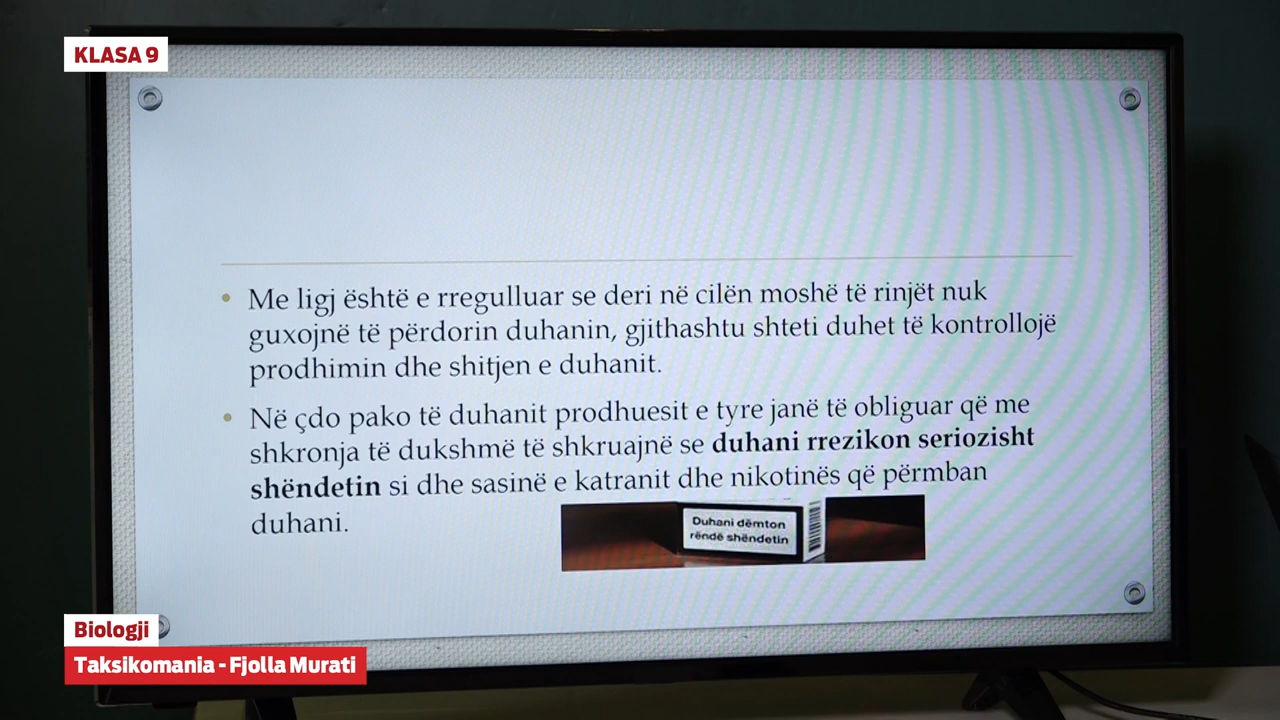 KLASA 9
Me ligj është e rregulluar se deri në cilën moshë të rinjët nuk
guxojnë të përdorin duhanin, gjithashtu shteti duhet të kontrollojë
prodhimin dhe shitjen e duhanit.
Në çdo pako të duhanit prodhuesit e tyre janë të obliguar që me
shkronja të dukshmë të shkruajnë se duhani rrezikon seriozisht
shëndetin si dhe sasinë e katranit dhe nikotinës që përmban
duhani.
Duhani dëmton
rëndë shëndetin
Biologji
Taksikomania - Fjolla Murati